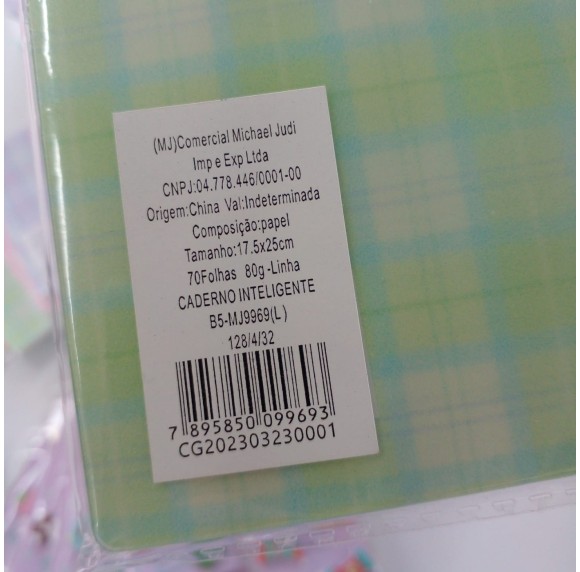 (MJ)Comercial Michael Judi
Imp e Exp Ltda
CNPJ:04.778.446/0001-00
Origem:China Val:Indeterminada
Composição:papel
Tamanho:17.5x25cm
70Folhas 80g-Linha
CADERNO INTELIGENTE
B5-MJ9969(L)
128/4/32
7 895850 099693
CG202303230001